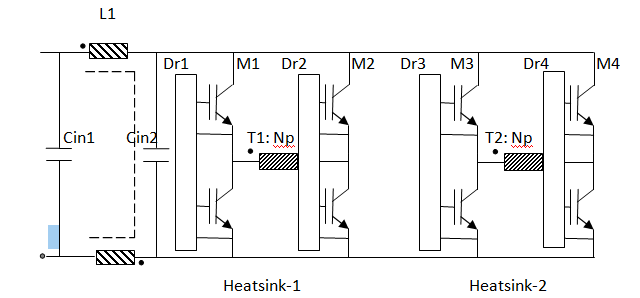 L1
Dr1
M1
Dr2
M2
Dr3
M3
Dr4
M4
Cin1
Cin2
T1: Np
T2: Np
Heatsink-1
Heatsink-2